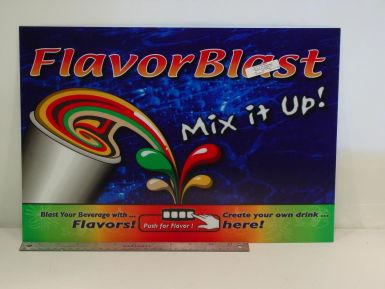 FlavorBlast
Mix it Up!
Blast Your Beverage with ...
Flavors!
Push for Flavor!
Create your own drink ...
here!